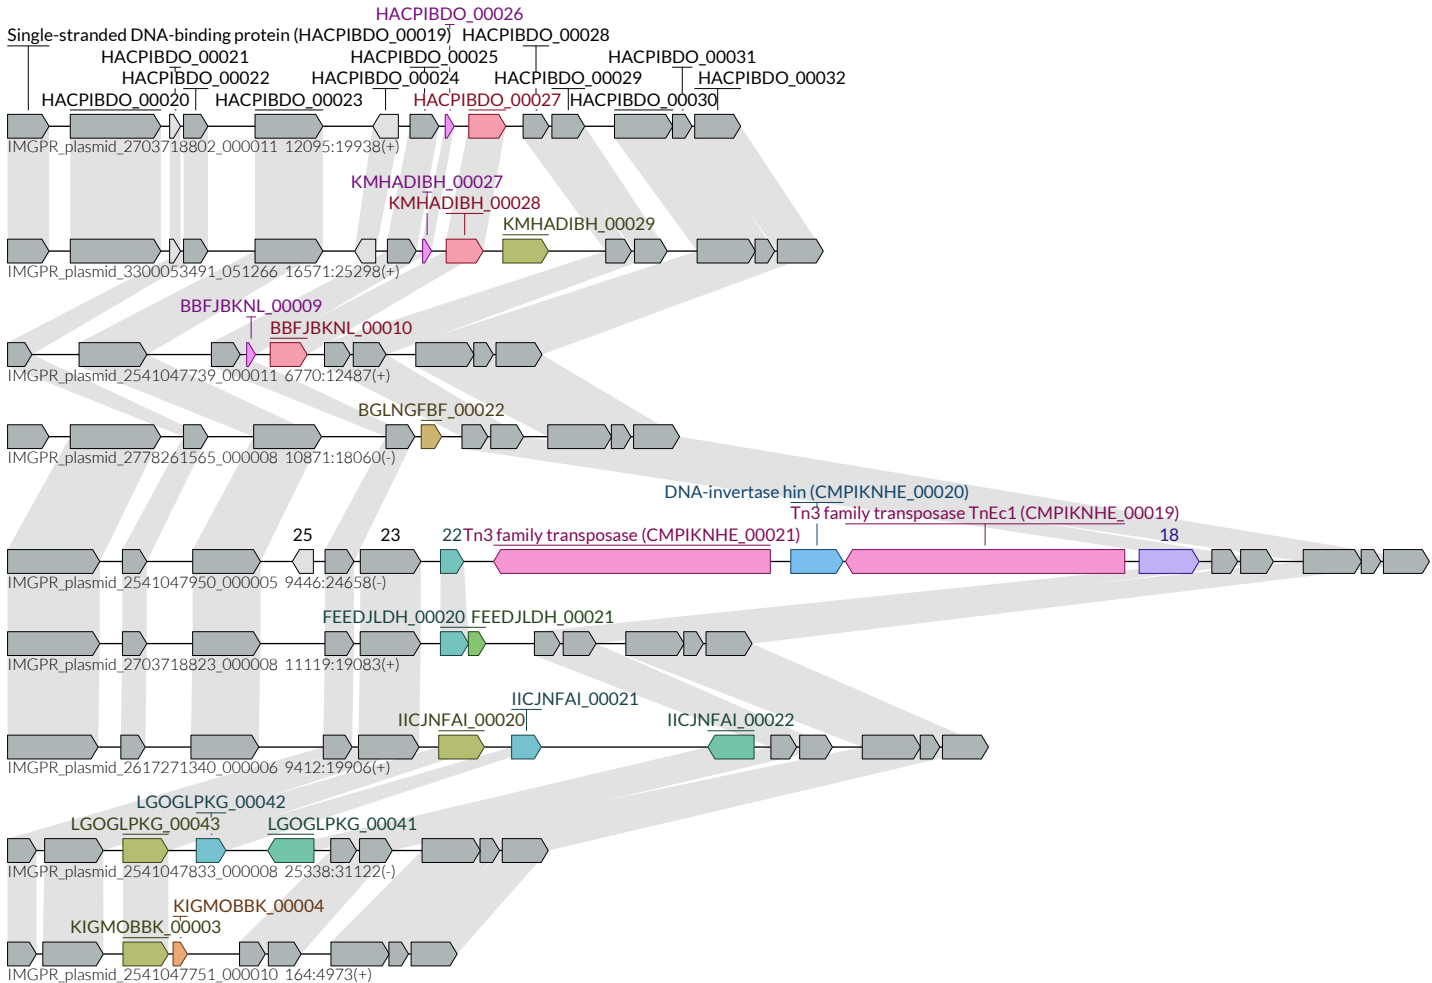 HACPIBDO_00026
Single-stranded DNA-binding protein (HACPIBDO_00019) HACPIBDO_00028
HACPIBDO_00021 HACPIBDO_00025 HACPIBDO_00031
HACPIBDO_00022 HACPIBDO_00024 HACPIBDO_00029 HACPIBDO_00032
HACPIBDO_00020 HACPIBDO_00023 HACPIBDO_00027 HACPIBDO_00030
IMGPR_plasmid_2703718802_000011 12095:19938(+)
KMHADIBH_00027
KMHADIBH_00028
KMHADIBH_00029
IMGPR_plasmid_3300053491_051266 16571:25298(+)
BBFJBKNL_00009
BBFJBKNL_00010
IMGPR_plasmid_2541047739_000011 6770:12487(+)
BGLNGFBF_00022
IMGPR_plasmid_2778261565_000008 10871:18060(-)
DNA-invertase hin (CMPIKNHE_00020)
Tn3 family transposase TnEc1 (CMPIKNHE_00019)
25 23 22 Tn3 family transposase (CMPIKNHE_00021) 18
IMGPR_plasmid_2541047950_000005 9446:24658(-)
FEEDJLDH_00020 FEEDJLDH_00021
IMGPR_plasmid_2703718823_000008 11119:19083(+)
IICJNFAI_00021
IICJNFAI_00020 IICJNFAI_00022
IMGPR_plasmid_2617271340_000006 9412:19906(+)
LGOGLPKG_00042
LGOGLPKG_00043 LGOGLPKG_00041
IMGPR_plasmid_2541047833_000008 25338:31122(-)
KIGMOBBK_00004
KIGMOBBK_00003
IMGPR_plasmid_2541047751_000010 164:4973(+)